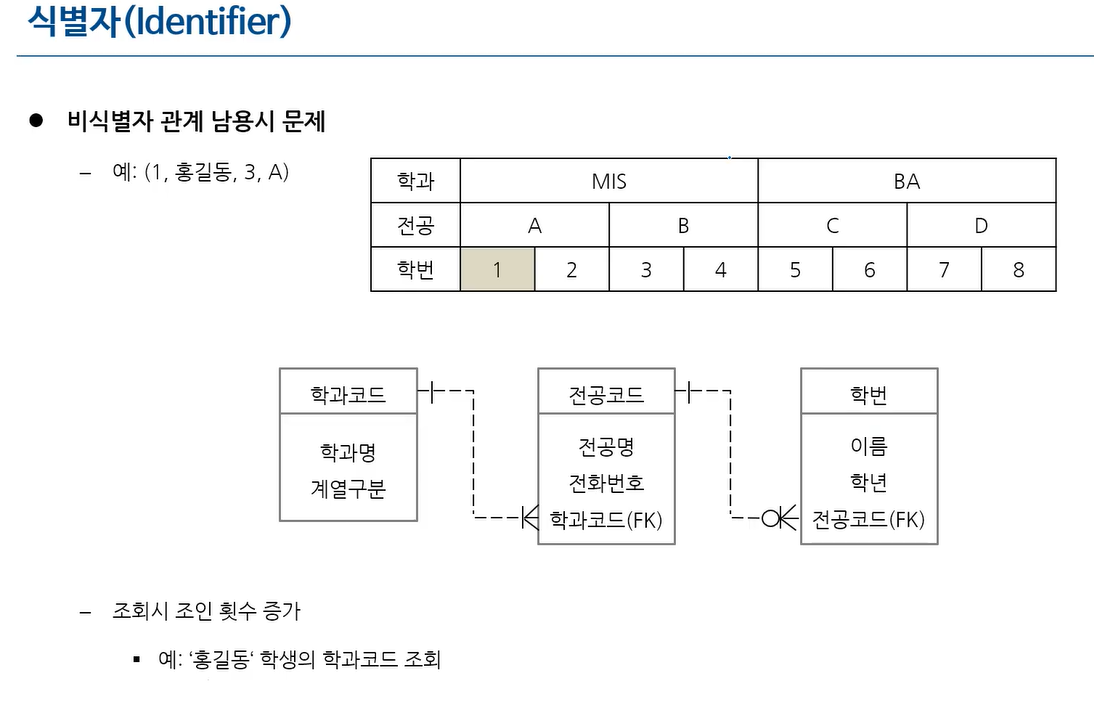 식별자(Identifier)
● 비식별자 관계 남용시 문제
– 예: (1, 홍길동, 3, A)
학과 MIS BA
전공 A B C D
학번 1 2 3 4 5 6 7 8
학과코드
학과명
계열구분
전공코드
전공명
전화번호
학과코드(FK)
학번
이름
학년
전공코드(FK)
– 조회시 조인 횟수 증가
▪ 예: ‘홍길동‘ 학생의 학과코드 조회